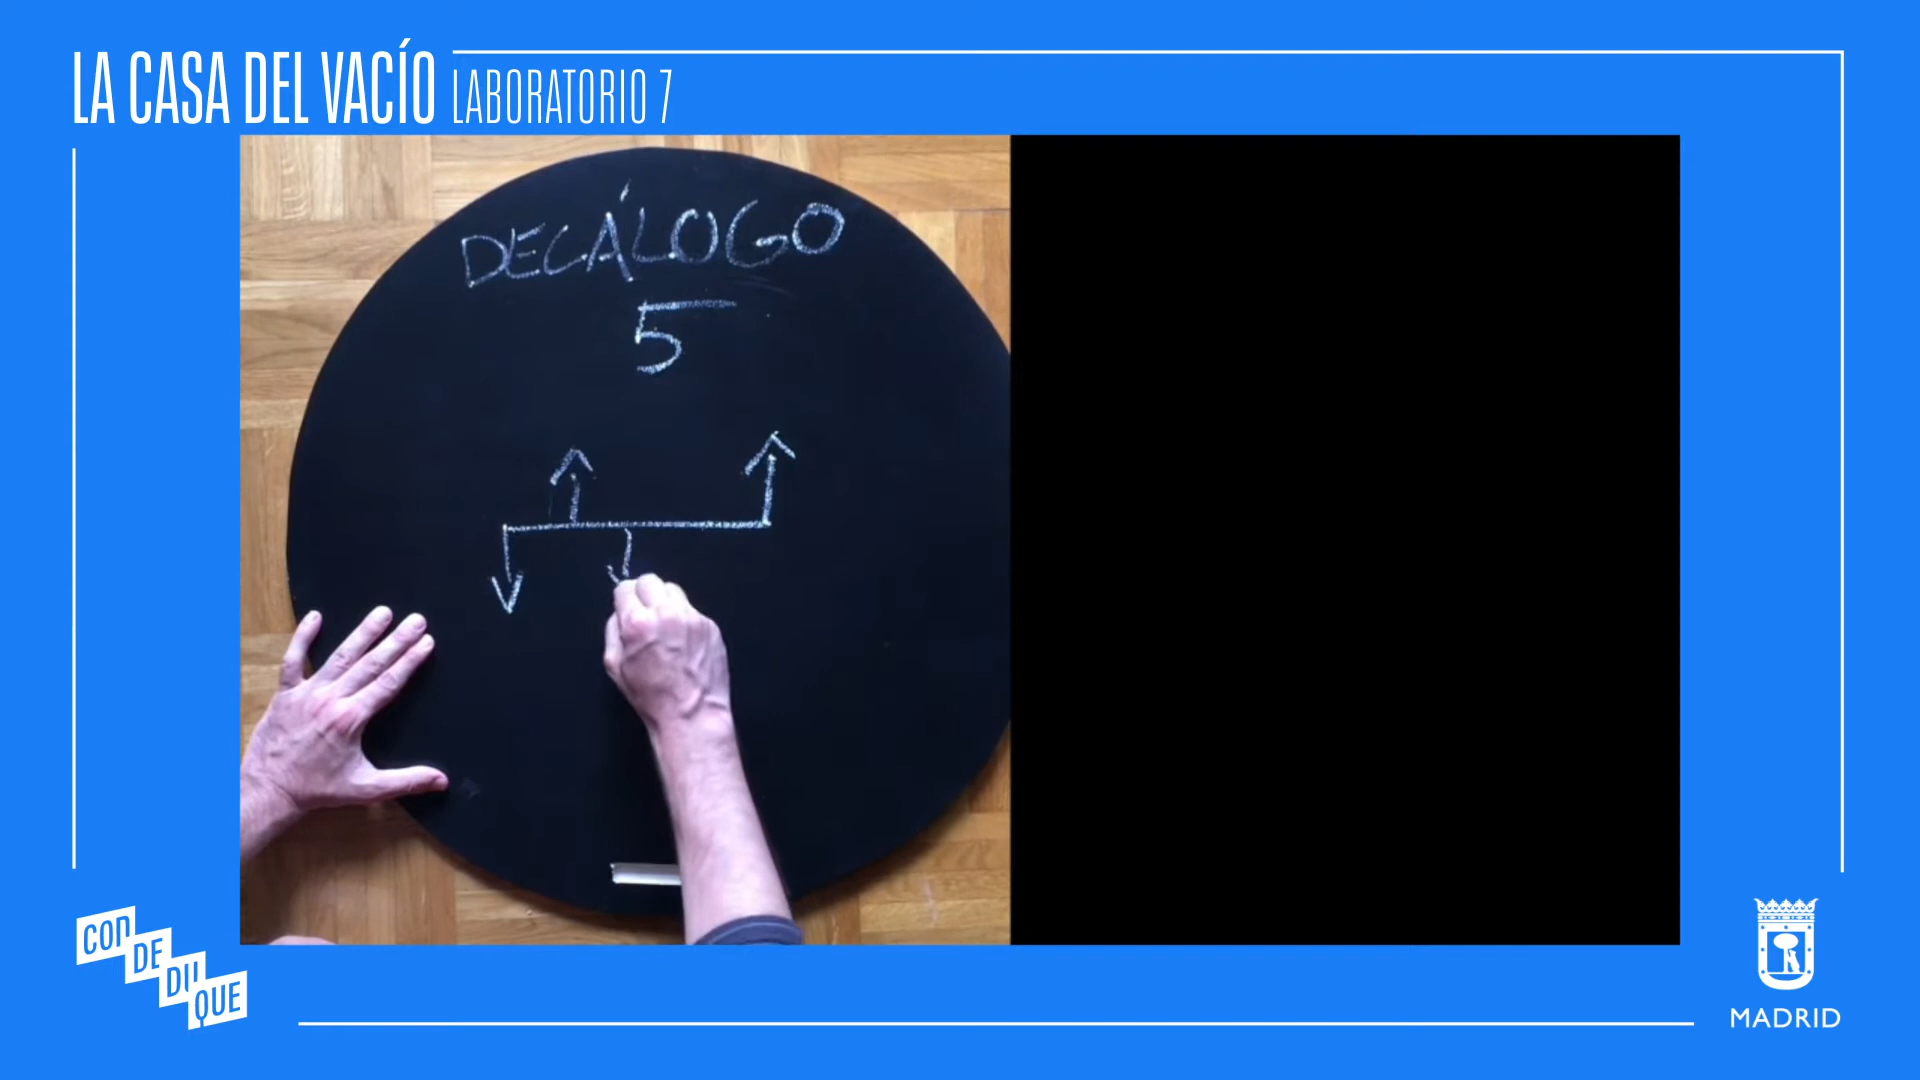 LA CASA DEL VACÍO LABORATORIO 7
DECÁLOGO
5
CON
DE
DU
QUE
MADRID